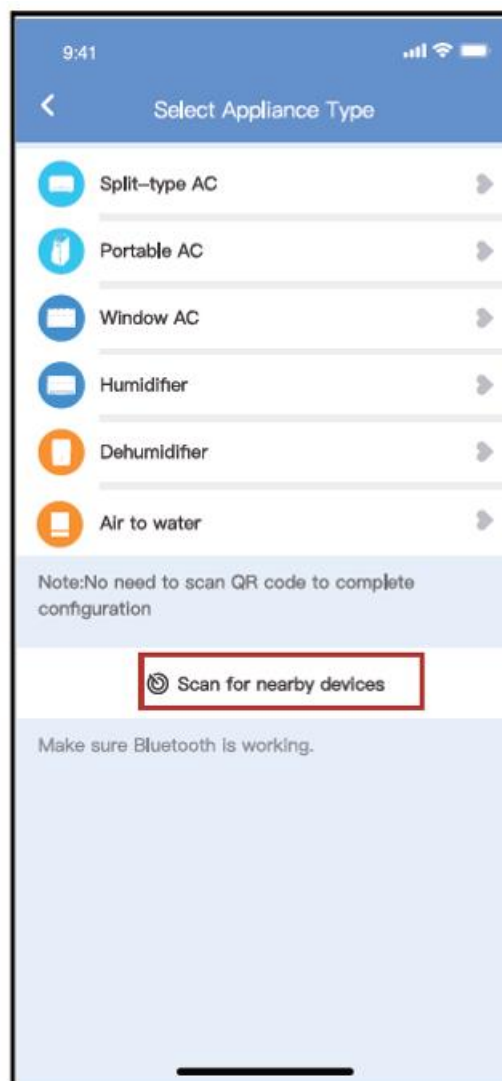 9:41
Select Appliance Type
Split-type AC
Portable AC
Window AC
Humidifier
Dehumidifier
Air to water
Note:No need to scan QR code to complete
configuration
Scan for nearby devices
Make sure Bluetooth is working.